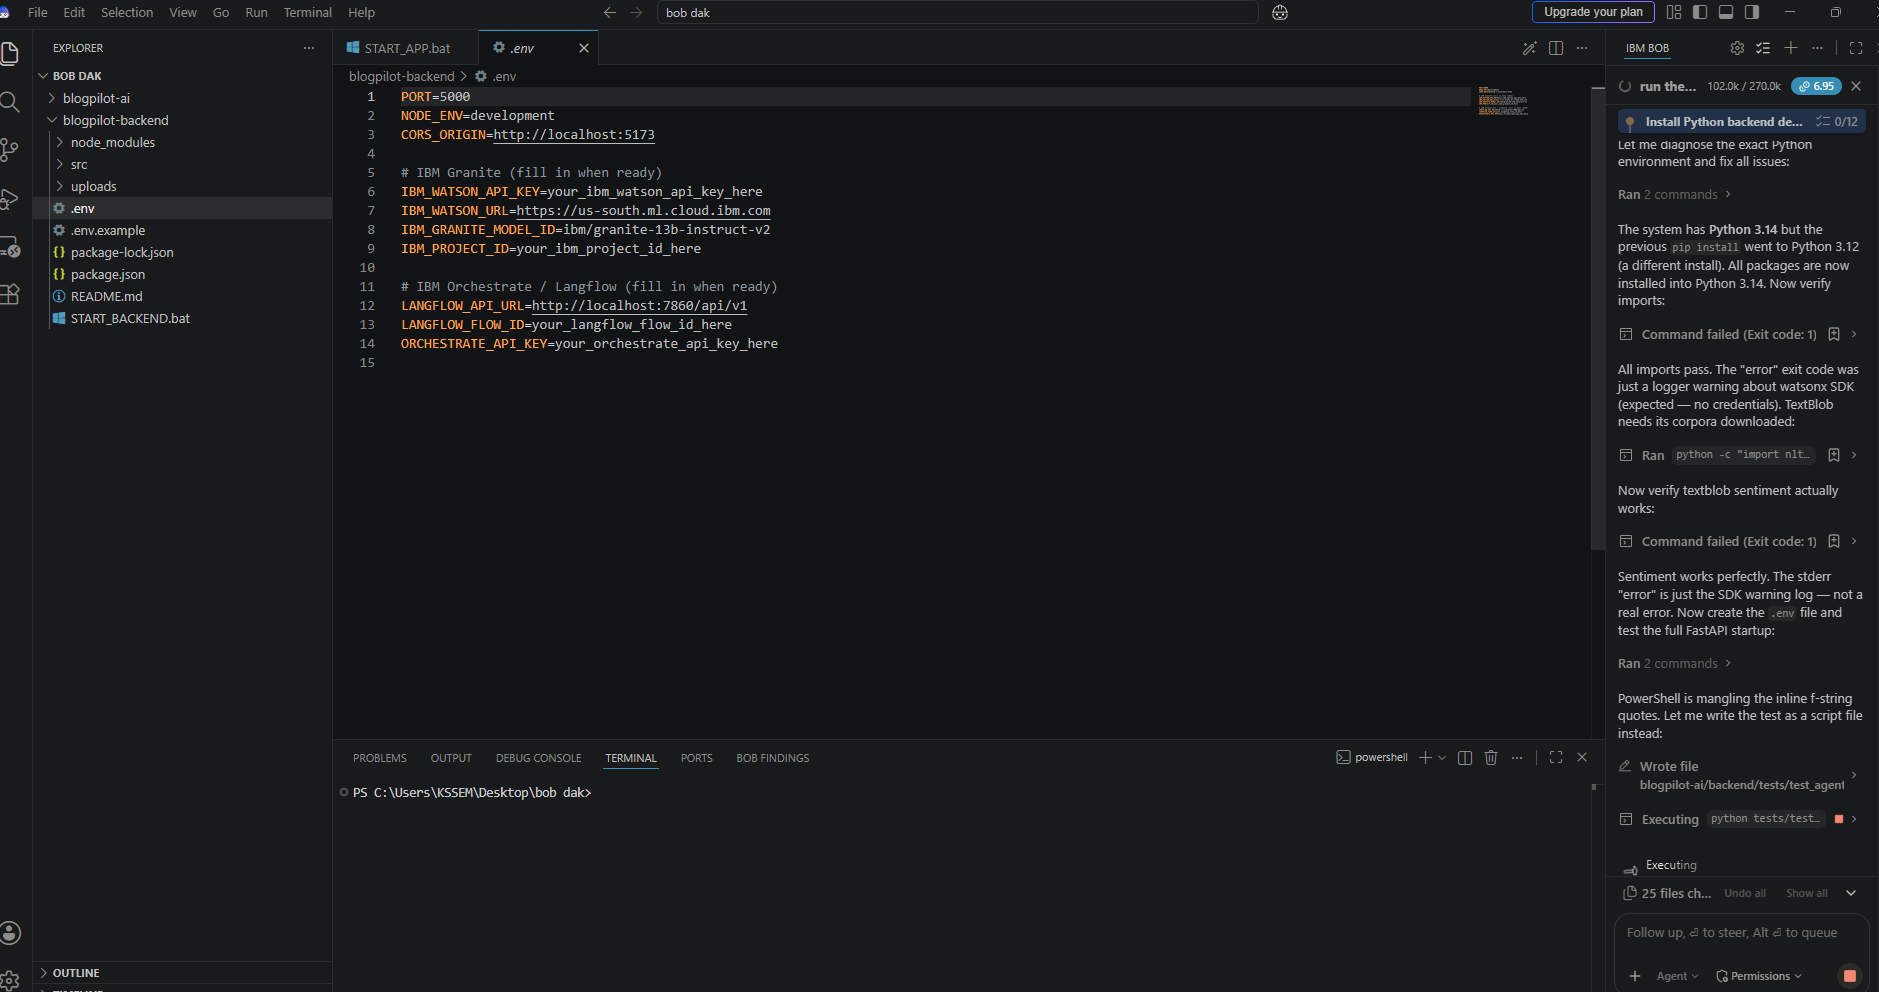 File Edit Selection View Go Run Terminal Help
bob dak
Upgrade your plan
EXPLORER
BOB DAK
blogpilot-ai
blogpilot-backend
node_modules
src
uploads
.env
.env.example
package-lock.json
package.json
README.md
START_BACKEND.bat
OUTLINE
START_APP.bat
.env
blogpilot-backend > .env
1 PORT=5000
2 NODE_ENV=development
3 CORS_ORIGIN=http://localhost:5173
4
5 # IBM Granite (fill in when ready)
6 IBM_WATSON_API_KEY=your_ibm_watson_api_key_here
7 IBM_WATSON_URL=https://us-south.ml.cloud.ibm.com
8 IBM_GRANITE_MODEL_ID=ibm/granite-13b-instruct-v2
9 IBM_PROJECT_ID=your_ibm_project_id_here
10
11 # IBM Orchestrate / Langflow (fill in when ready)
12 LANGFLOW_API_URL=http://localhost:7860/api/v1
13 LANGFLOW_FLOW_ID=your_langflow_flow_id_here
14 ORCHESTRATE_API_KEY=your_orchestrate_api_key_here
15
PROBLEMS OUTPUT DEBUG CONSOLE TERMINAL PORTS BOB FINDINGS
powershell
PS C:\Users\KSSEM\Desktop\bob dak>
IBM BOB
run the... 102.0k / 270.0k 6.95
Install Python backend de... 0/12
Let me diagnose the exact Python
environment and fix all issues:
Ran 2 commands
The system has Python 3.14 but the
previous pip install went to Python 3.12
(a different install). All packages are now
installed into Python 3.14. Now verify
imports:
Command failed (Exit code: 1)
All imports pass. The "error" exit code was
just a logger warning about watsonx SDK
(expected — no credentials). TextBlob
needs its corpora downloaded:
Ran python -c "import nlt...
Now verify textblob sentiment actually
works:
Command failed (Exit code: 1)
Sentiment works perfectly. The stderr
"error" is just the SDK warning log — not a
real error. Now create the .env file and
test the full FastAPI startup:
Ran 2 commands
PowerShell is mangling the inline f-string
quotes. Let me write the test as a script file
instead:
Wrote file
blogpilot-ai/backend/tests/test_agent
Executing python tests/test...
Executing
25 files ch... Undo all Show all
Follow up, ⏎ to steer, Alt ⏎ to queue
Agent Permissions